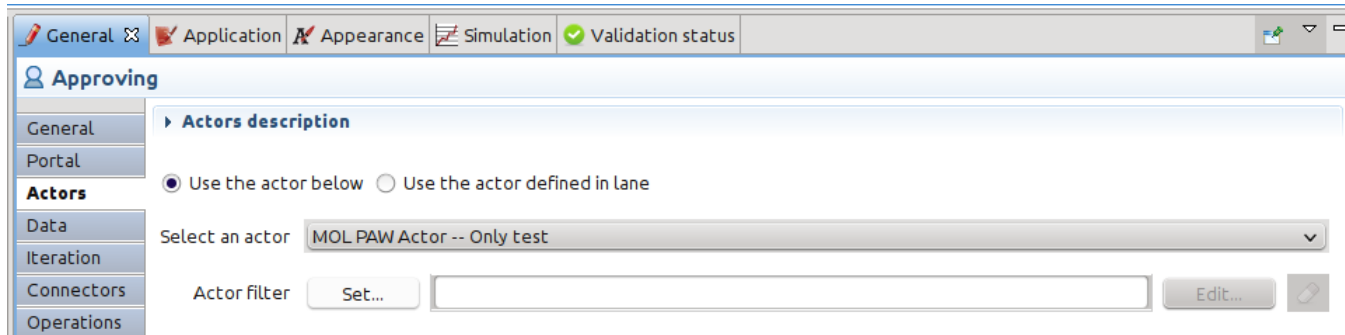 General Application Appearance Simulation Validation status
Approving
General
Actors description
Portal
Use the actor below Use the actor defined in lane
Actors
Data
Select an actor MOL PAW Actor -- Only test
Iteration
Connectors
Actor filter Set... Edit...
Operations